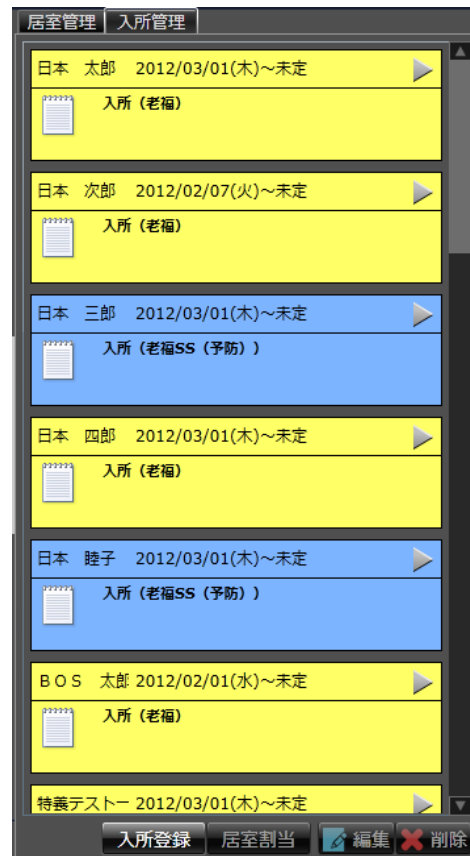 居室管理 入所管理
日本 太郎 2012/03/01(木)～未定
入所（老福）
日本 次郎 2012/02/07(火)～未定
入所（老福）
日本 三郎 2012/03/01(木)～未定
入所（老福SS（予防））
日本 四郎 2012/03/01(木)～未定
入所（老福）
日本 睦子 2012/03/01(木)～未定
入所（老福SS（予防））
ＢＯＳ 太郎 2012/02/01(水)～未定
入所（老福）
特養テストー 2012/03/01(木)～未定
入所登録 居室割当 編集 削除